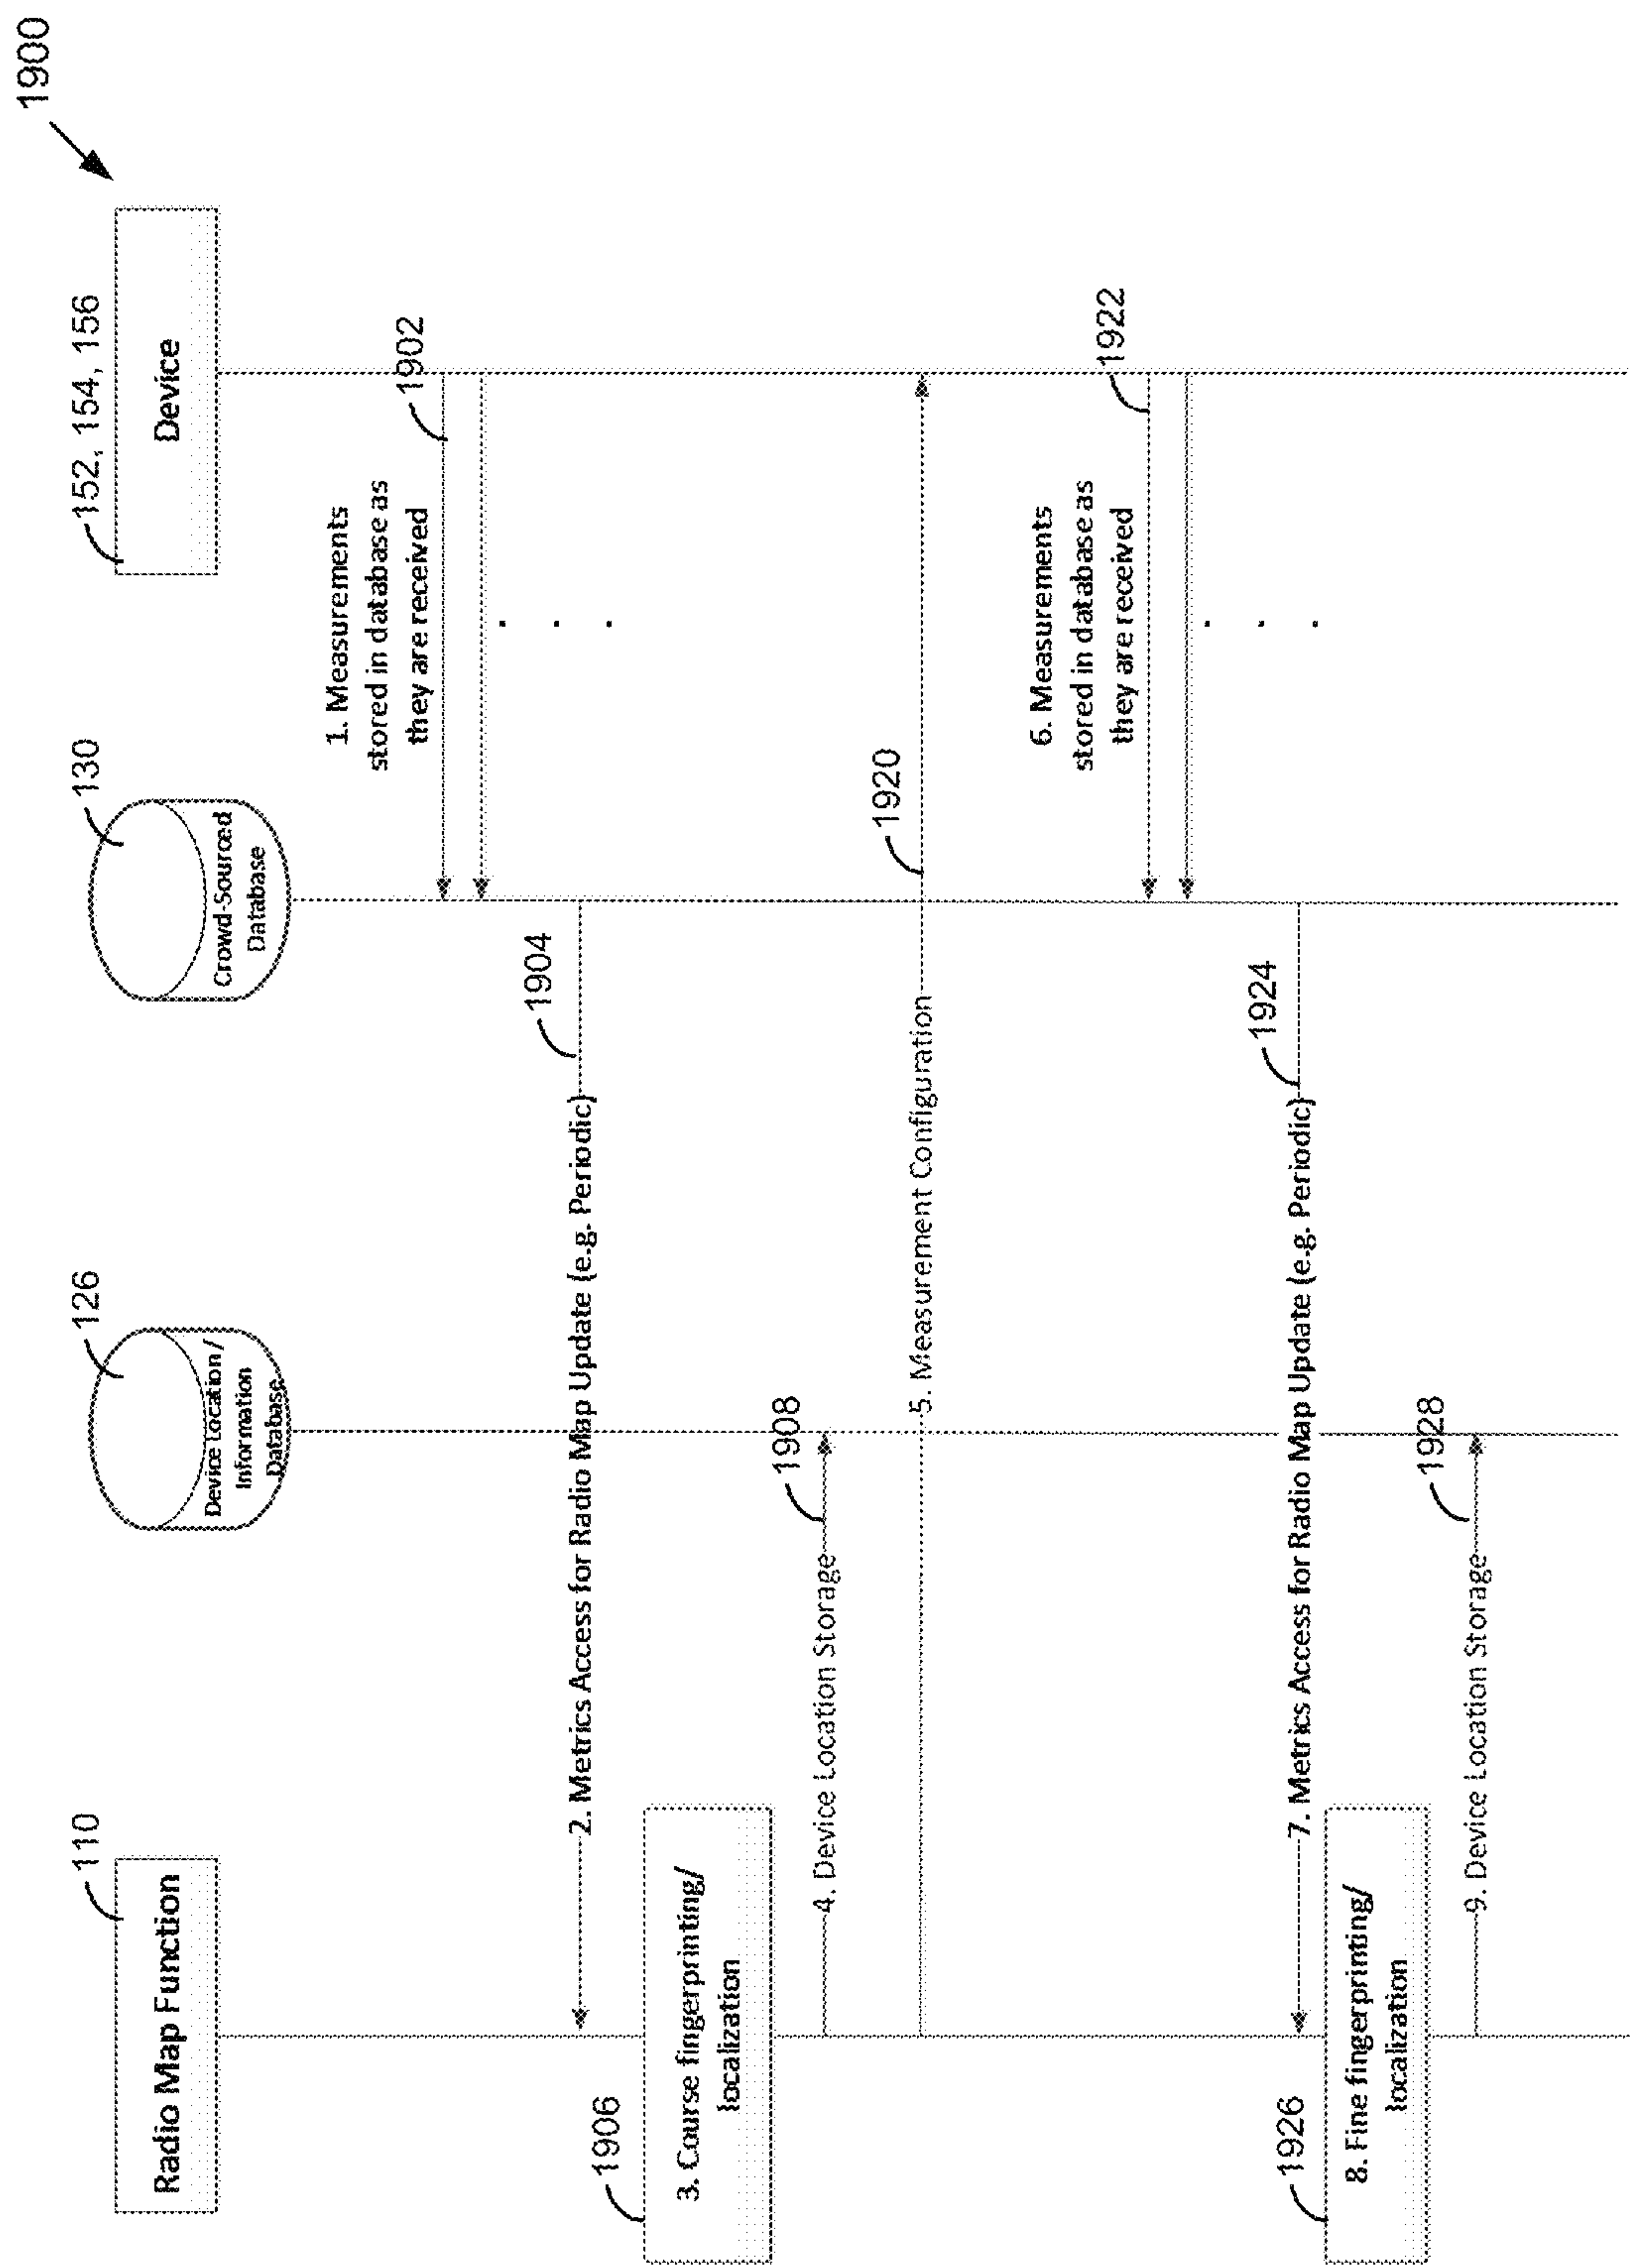 1900
110
Radio Map Function
126
Device Location /
Information
Database
130
Crowd-Sourced
Database
152, 154, 156
Device
1902
1. Measurements
stored in database as
they are received
. . .
1904
2. Metrics Access for Radio Map Update (e.g. Periodic)
1906
3. Course fingerprinting/
localization
1908
4. Device Location Storage
1920
5. Measurement Configuration
1922
6. Measurements
stored in database as
they are received
. . .
1924
7. Metrics Access for Radio Map Update (e.g. Periodic)
1926
8. Fine fingerprinting/
localization
1928
9. Device Location Storage